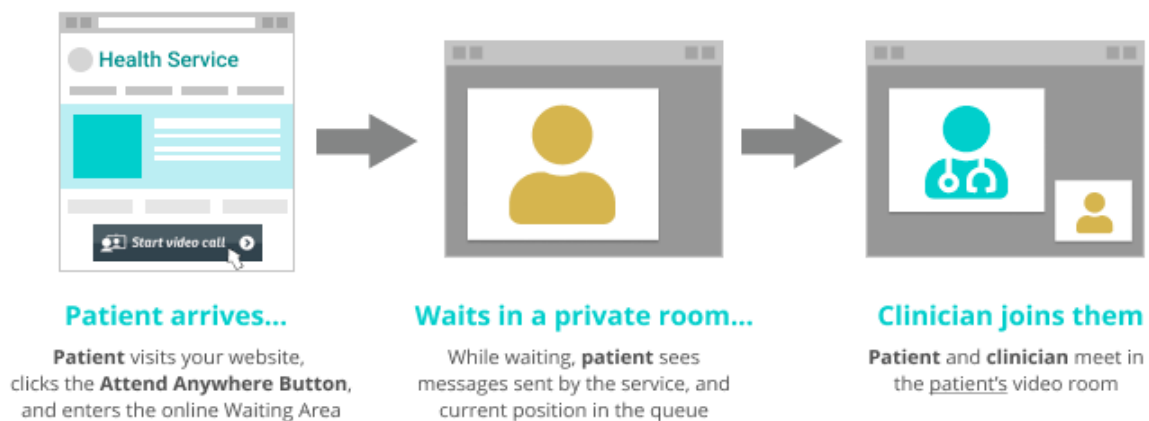 Health Service
Start video call
Patient arrives...
Patient visits your website,
clicks the Attend Anywhere Button,
and enters the online Waiting Area
Waits in a private room...
While waiting, patient sees
messages sent by the service, and
current position in the queue
Clinician joins them
Patient and clinician meet in
the patient's video room